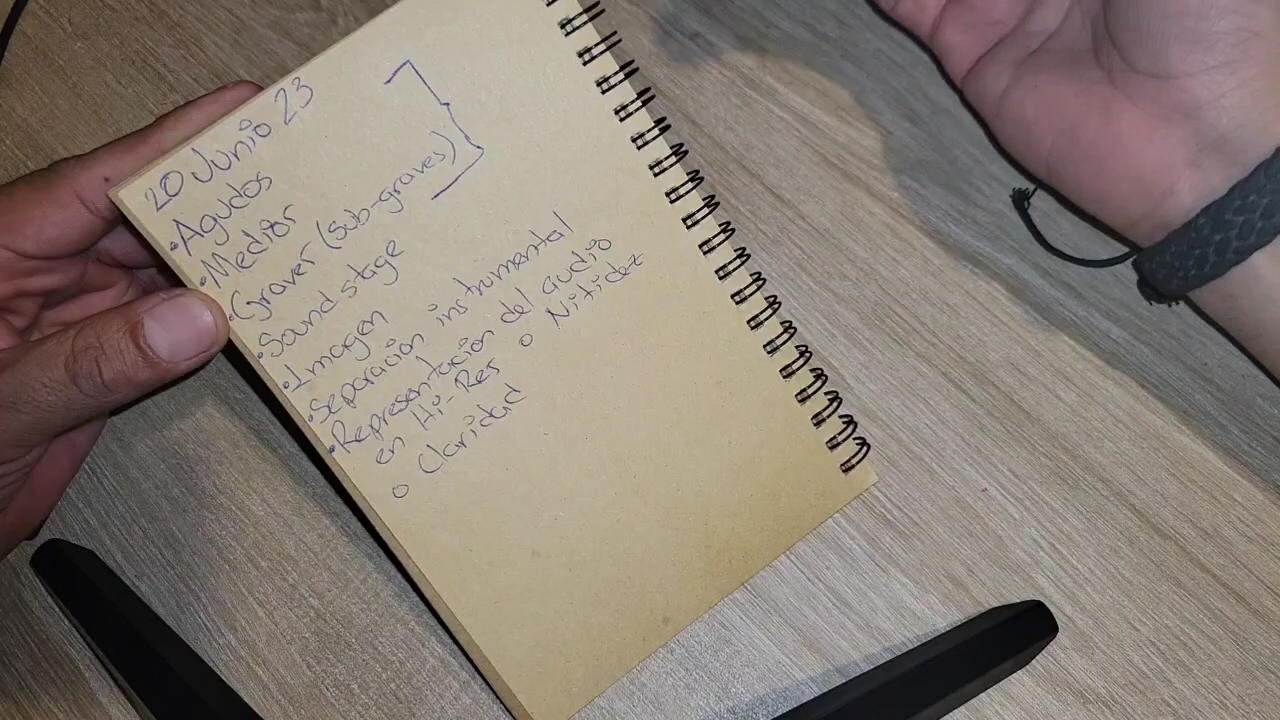 20 Junio 23
• Agudos
• Medios
• Graves (Sub-graves)
• Sound stage
• Imagen
• Separación instrumental
• Representación del audio
en Hi-Res o Nitidez
o Claridad